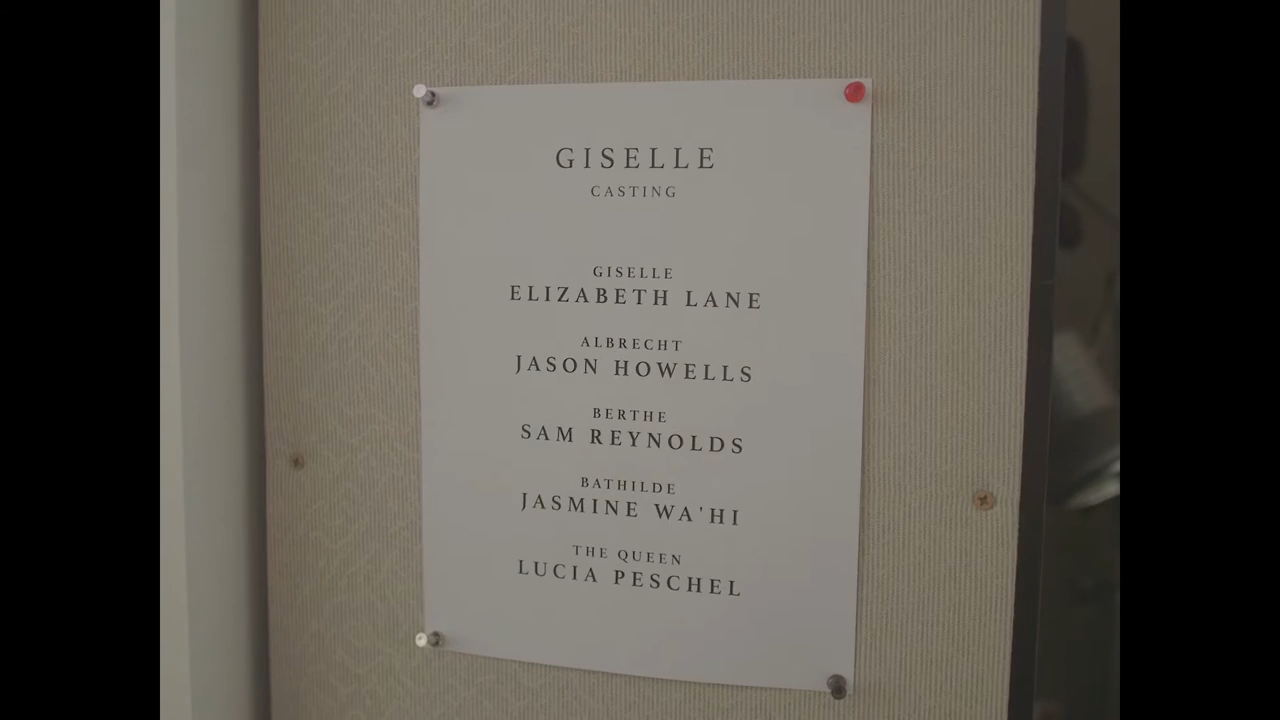 GISELLE
CASTING
GISELLE
ELIZABETH LANE
ALBRECHT
JASON HOWELLS
BERTHE
SAM REYNOLDS
BATHILDE
JASMINE WA'HI
THE QUEEN
LUCIA PESCHEL